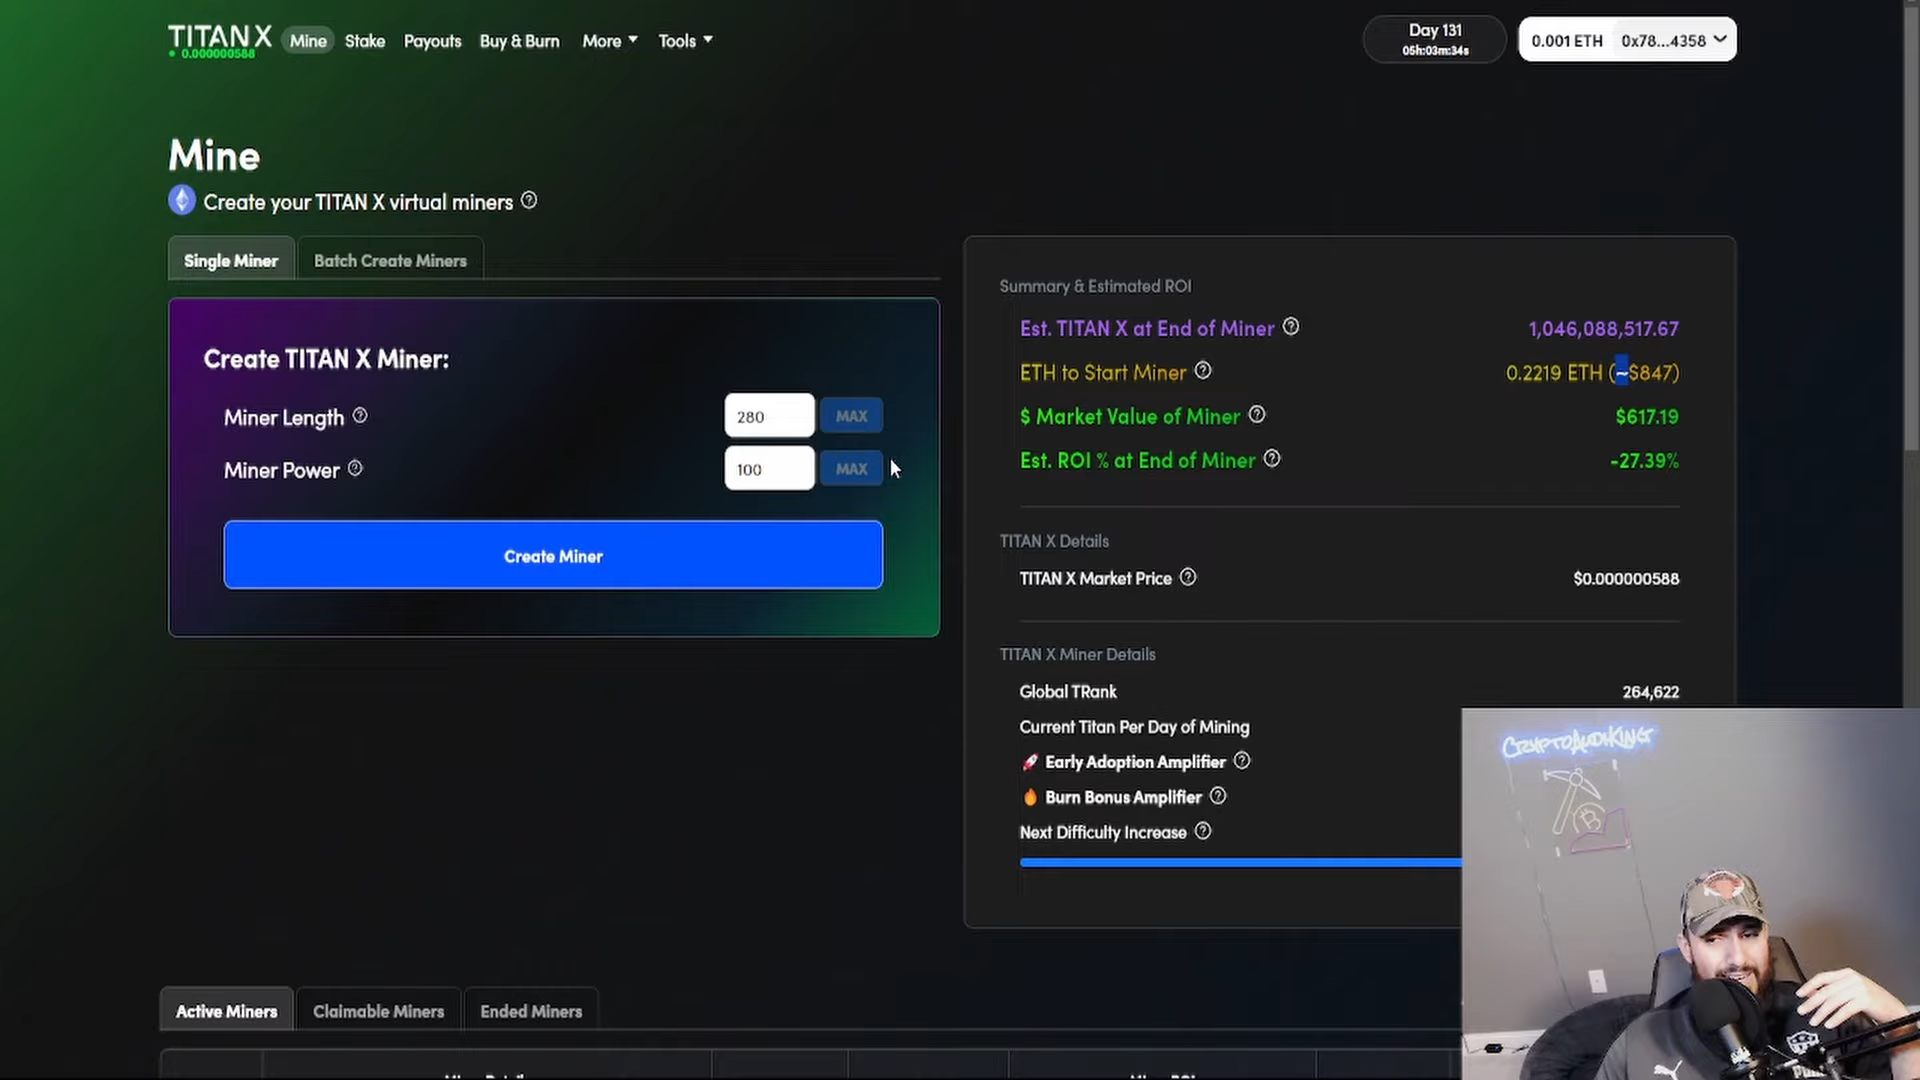 TITAN X
0.000000588
Mine
Stake
Payouts
Buy & Burn
More
Tools
Day 131
05h:03m:34s
0.001 ETH
0x78...4358
Mine
Create your TITAN X virtual miners
Single Miner
Batch Create Miners
Create TITAN X Miner:
Miner Length
280
MAX
Miner Power
100
MAX
Create Miner
Summary & Estimated ROI
Est. TITAN X at End of Miner
1,046,088,517.67
ETH to Start Miner
0.2219 ETH (~$847)
$ Market Value of Miner
$617.19
Est. ROI % at End of Miner
-27.39%
TITAN X Details
TITAN X Market Price
$0.000000588
TITAN X Miner Details
Global TRank
264,622
Current Titan Per Day of Mining
Early Adoption Amplifier
Burn Bonus Amplifier
Next Difficulty Increase
CRYPTOAUDIKING
Active Miners
Claimable Miners
Ended Miners